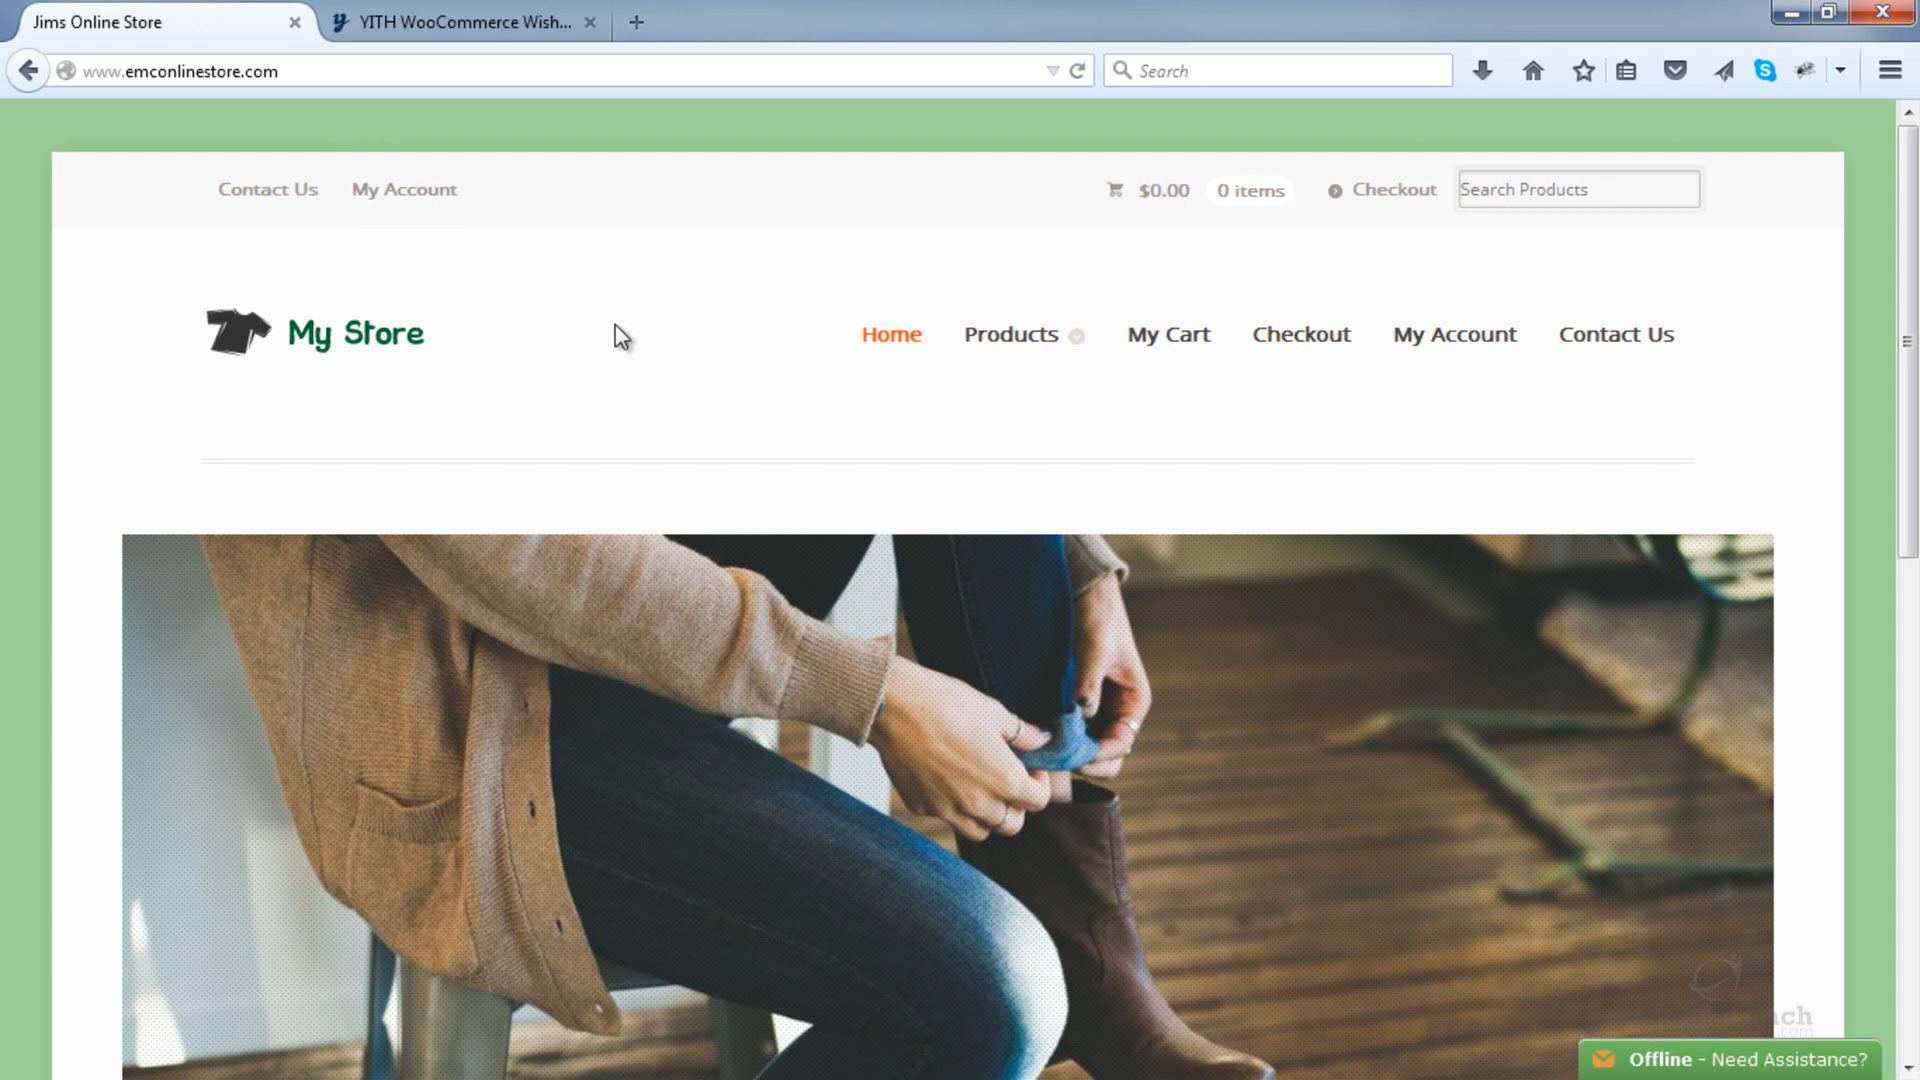 Jims Online Store
YITH WooCommerce Wish...
www.emconlinestore.com
Search
Contact Us My Account
$0.00 0 items Checkout Search Products
My Store
Home Products My Cart Checkout My Account Contact Us
Offline - Need Assistance?